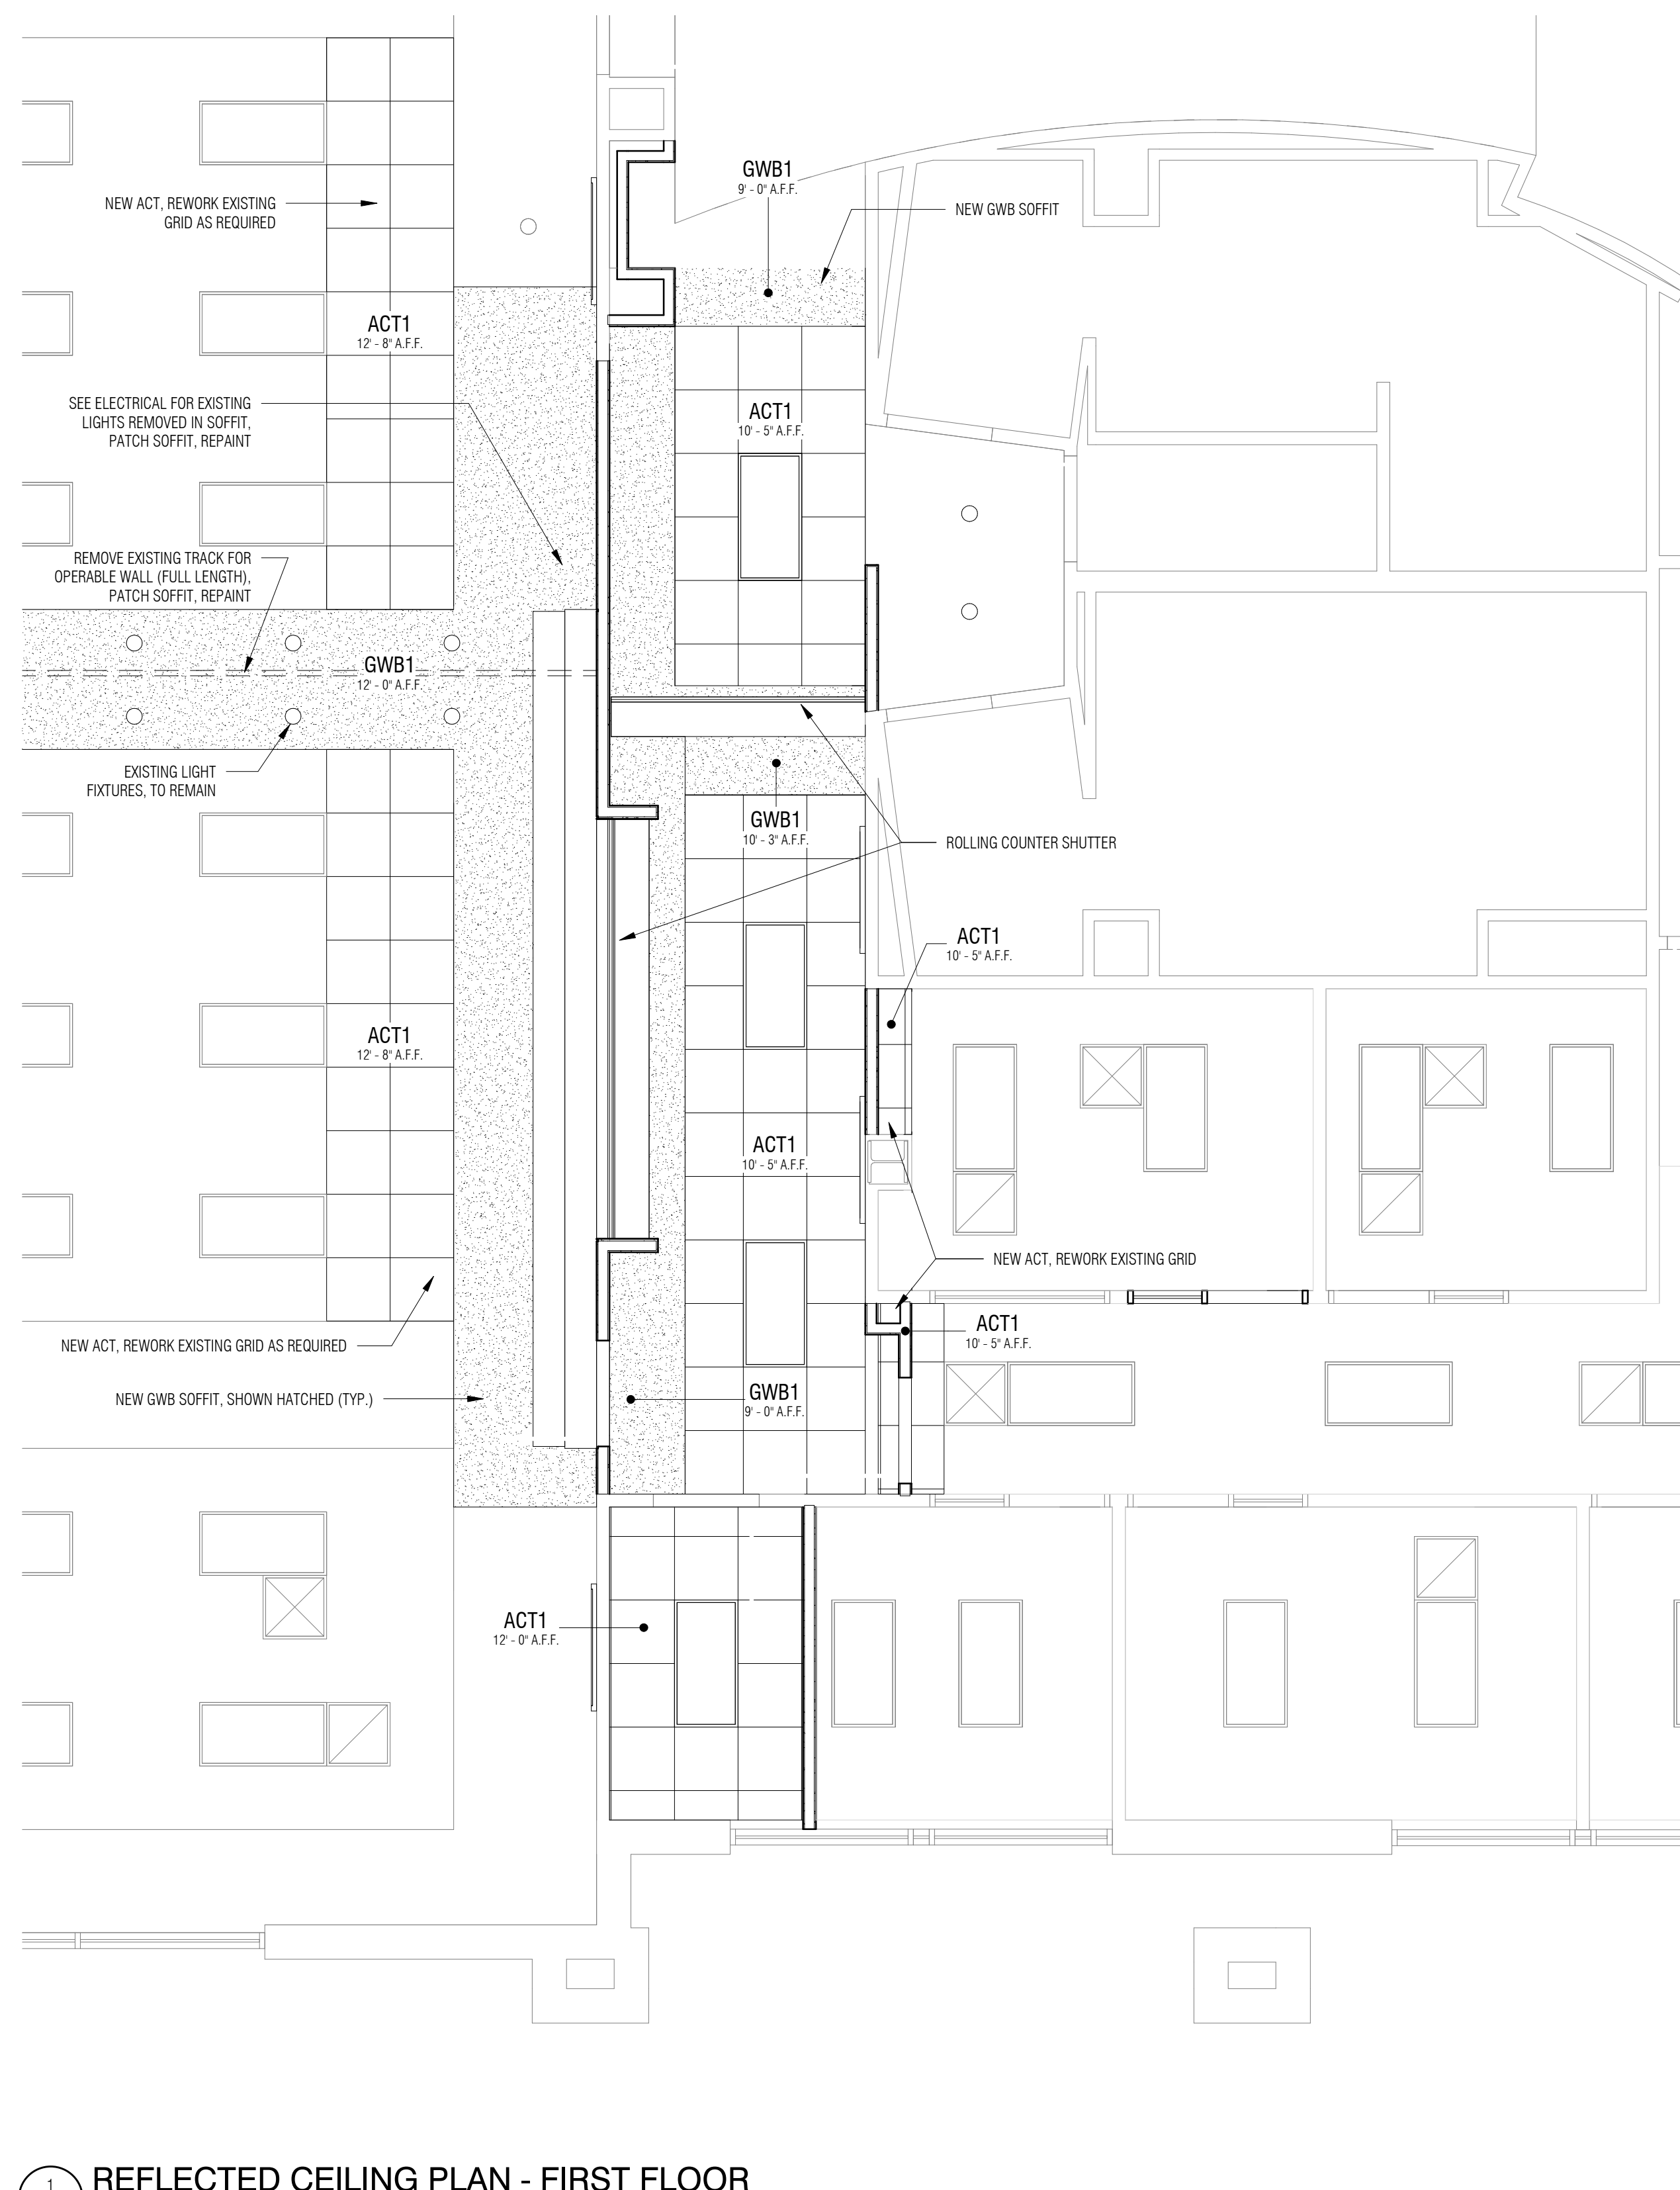 GWB1
9' - 0" A.F.F.
NEW ACT, REWORK EXISTING
GRID AS REQUIRED
NEW GWB SOFFIT
ACT1
12' - 8" A.F.F.
SEE ELECTRICAL FOR EXISTING
LIGHTS REMOVED IN SOFFIT,
PATCH SOFFIT, REPAINT
ACT1
10' - 5" A.F.F.
REMOVE EXISTING TRACK FOR
OPERABLE WALL (FULL LENGTH),
PATCH SOFFIT, REPAINT
GWB1
12' - 0" A.F.F.
EXISTING LIGHT
FIXTURES, TO REMAIN
GWB1
10' - 3" A.F.F.
ROLLING COUNTER SHUTTER
ACT1
10' - 5" A.F.F.
ACT1
12' - 8" A.F.F.
ACT1
10' - 5" A.F.F.
NEW ACT, REWORK EXISTING GRID
ACT1
10' - 5" A.F.F.
NEW ACT, REWORK EXISTING GRID AS REQUIRED
NEW GWB SOFFIT, SHOWN HATCHED (TYP.)
GWB1
9' - 0" A.F.F.
ACT1
12' - 0" A.F.F.
1
REFLECTED CEILING PLAN - FIRST FLOOR